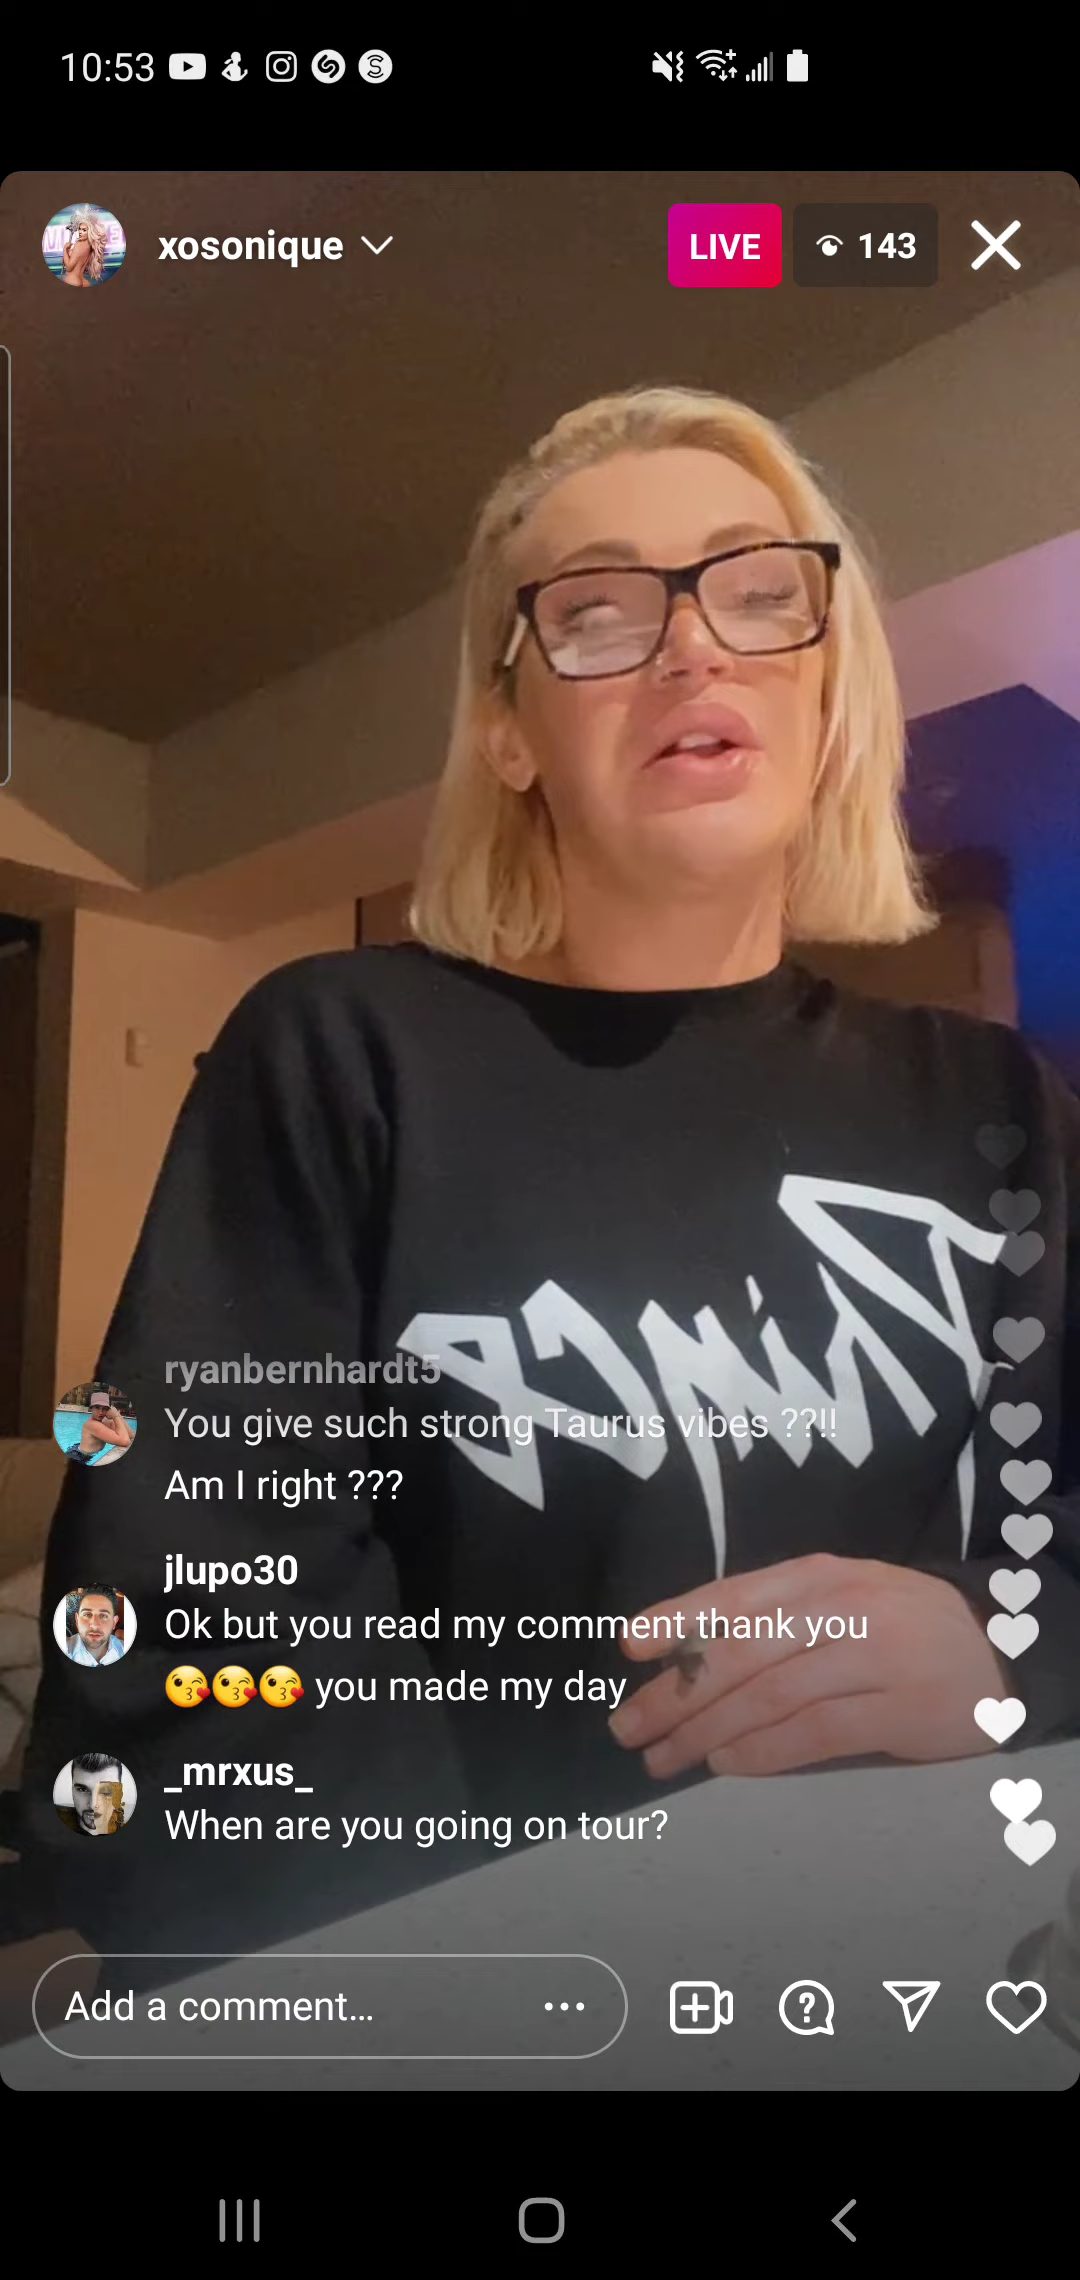 10:53
xosonique
LIVE
143
ryanbernhardt5
You give such strong Taurus vibes ??!!
Am I right ???
jlupo30
Ok but you read my comment thank you
😘😘😘 you made my day
_mrxus_
When are you going on tour?
Add a comment...